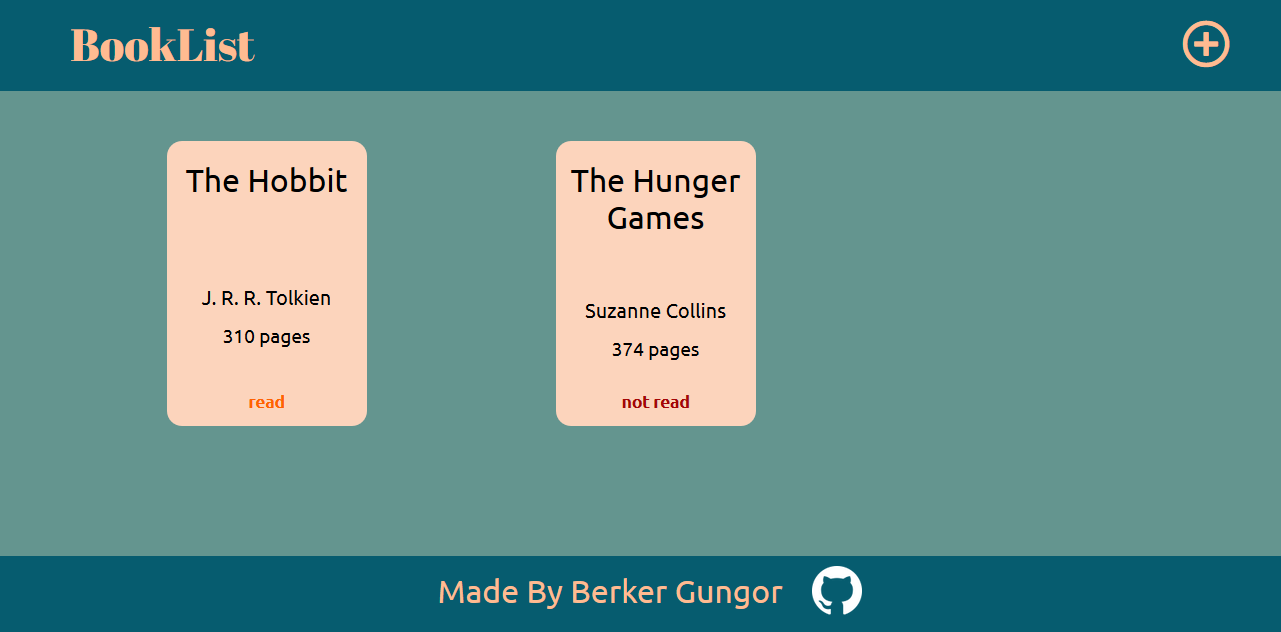 BookList
The Hobbit
J. R. R. Tolkien
310 pages
read
The Hunger
Games
Suzanne Collins
374 pages
not read
Made By Berker Gungor